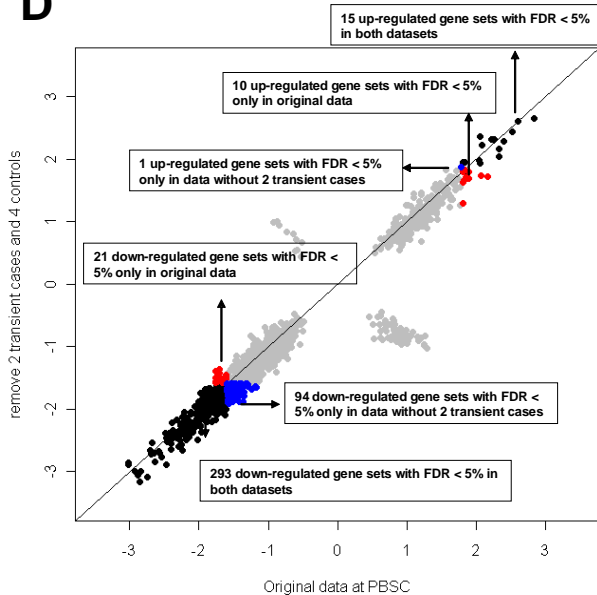 D
15 up-regulated gene sets with FDR < 5%
in both datasets
10 up-regulated gene sets with FDR < 5%
only in original data
1 up-regulated gene sets with FDR < 5%
only in data without 2 transient cases
21 down-regulated gene sets with FDR <
5% only in original data
94 down-regulated gene sets with FDR <
5% only in data without 2 transient cases
293 down-regulated gene sets with FDR < 5% in
both datasets
remove 2 transient cases and 4 controls
3
2
1
0
-1
-2
-3
-3 -2 -1 0 1 2 3
Original data at PBSC